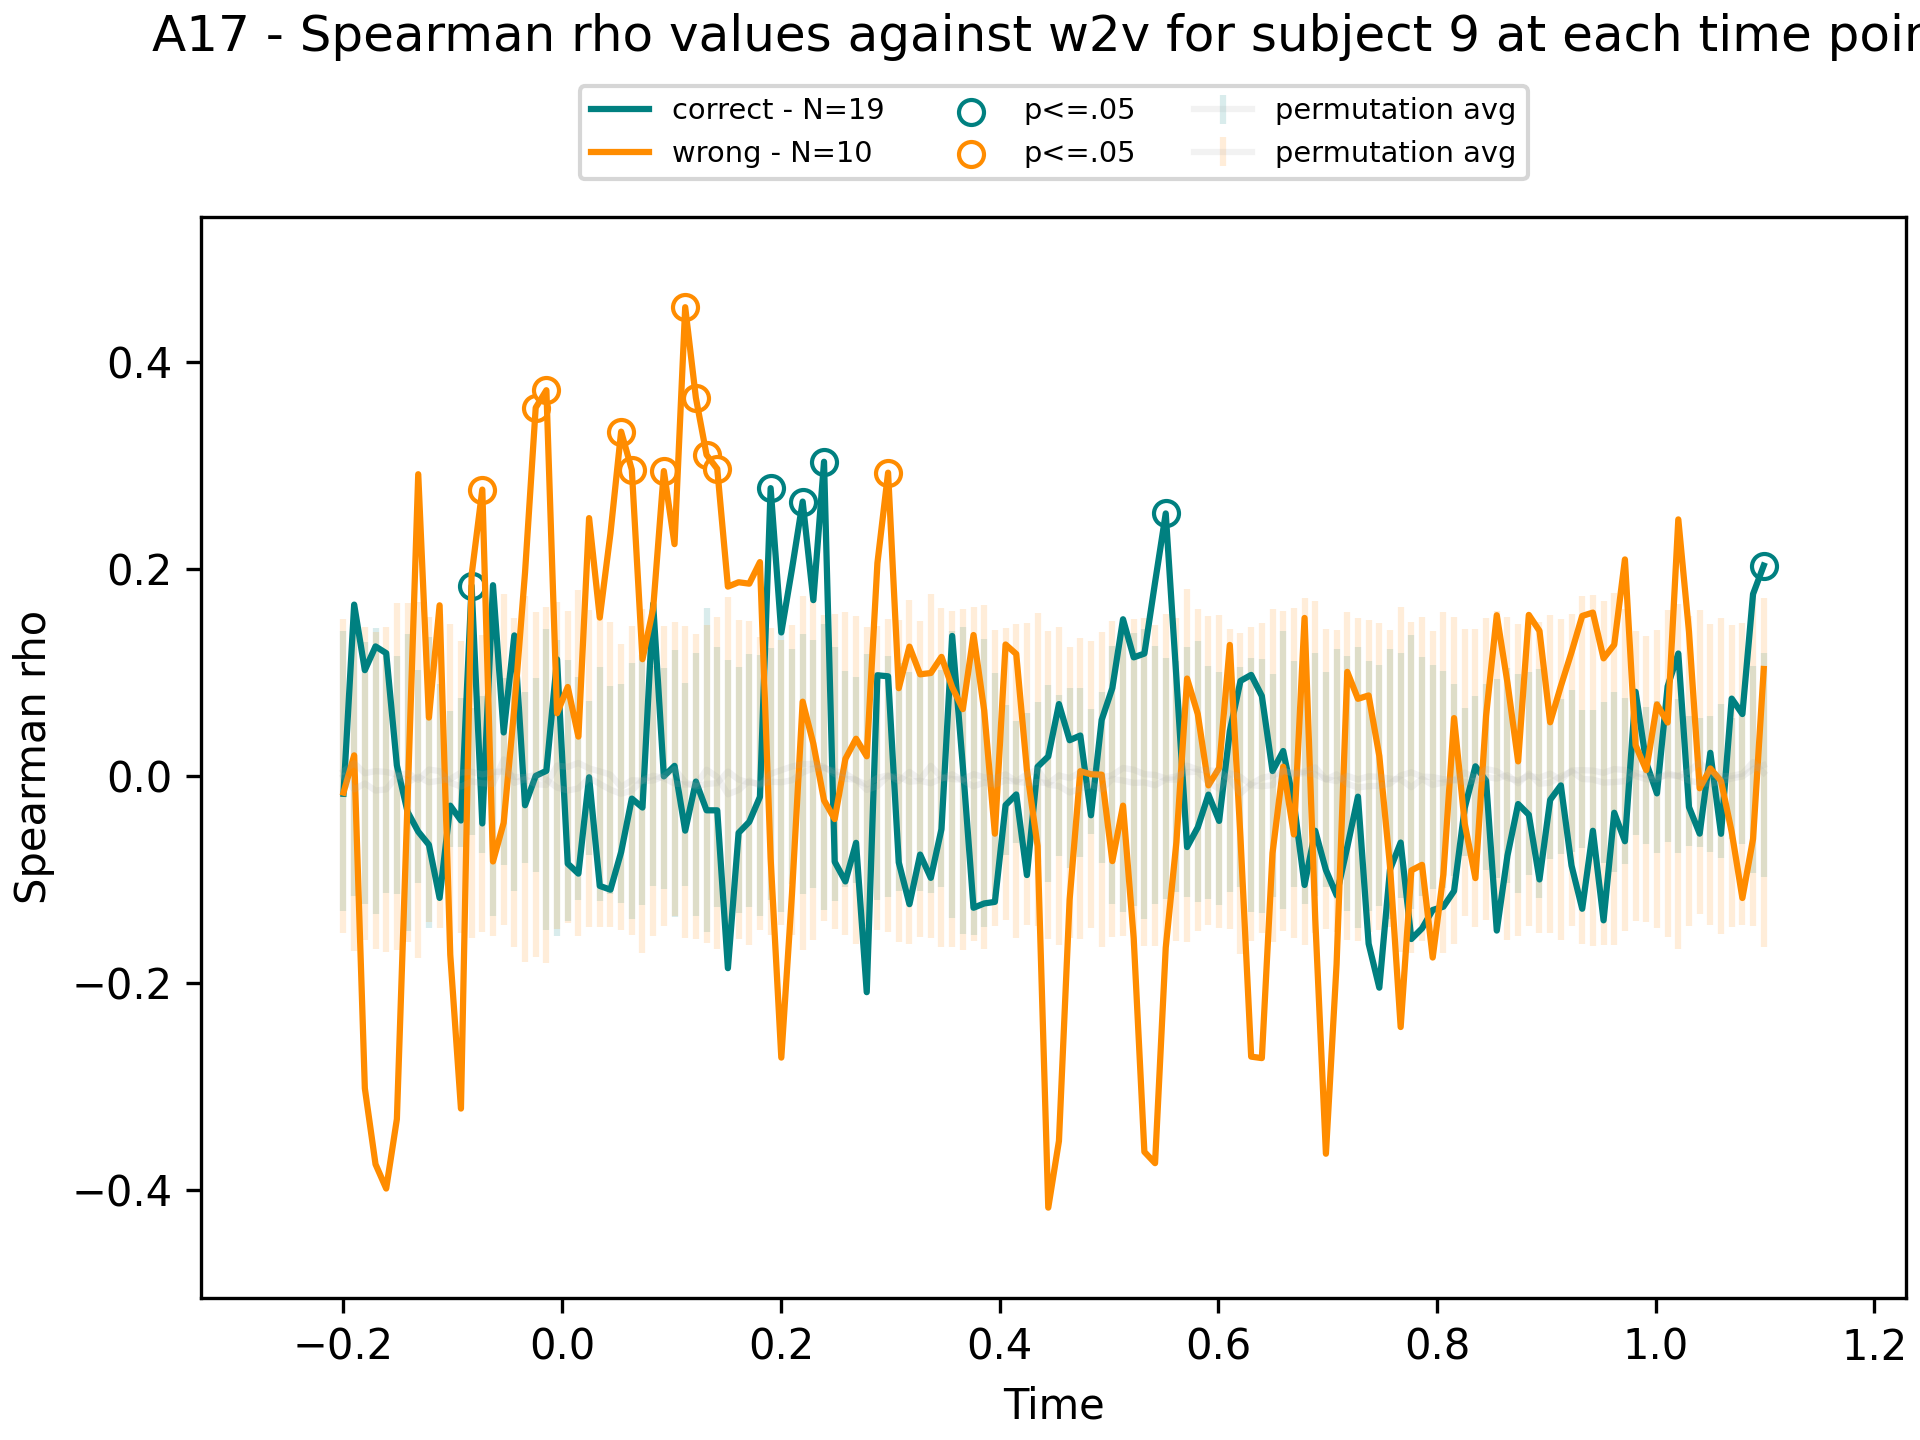 A17 - Spearman rho values against w2v for subject 9 at each time
correct - N=19 p<=.05 permutation avg
wrong - N=10 p<=.05 permutation avg
Spearman rho
0.4
0.2
0.0
−0.2
−0.4
−0.2 0.0 0.2 0.4 0.6 0.8 1.0 1.2
Time